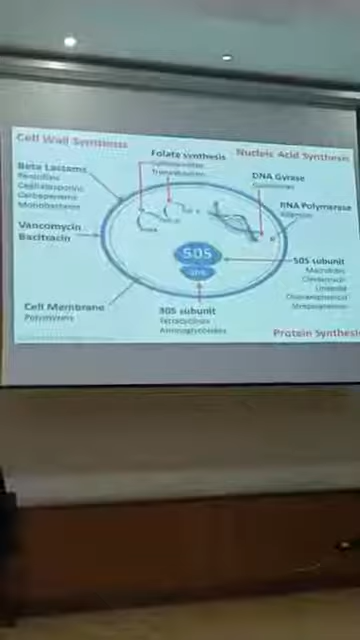 Cell Wall Synthesis
Nucleic Acid Synthesis
Beta Lactams
Penicillins
Cephalosporins
Carbapenems
Monobactams
Vancomycin
Bacitracin
Cell Membrane
Polymyxins
Folate synthesis
Sulfonamides
Trimethoprim
DNA Gyrase
Quinolones
RNA Polymerase
Rifampin
50S
30S
50S subunit
Macrolides
Clindamycin
Linezolid
Chloramphenicol
Streptogramins
30S subunit
Tetracyclines
Aminoglycosides
Protein Synthesis